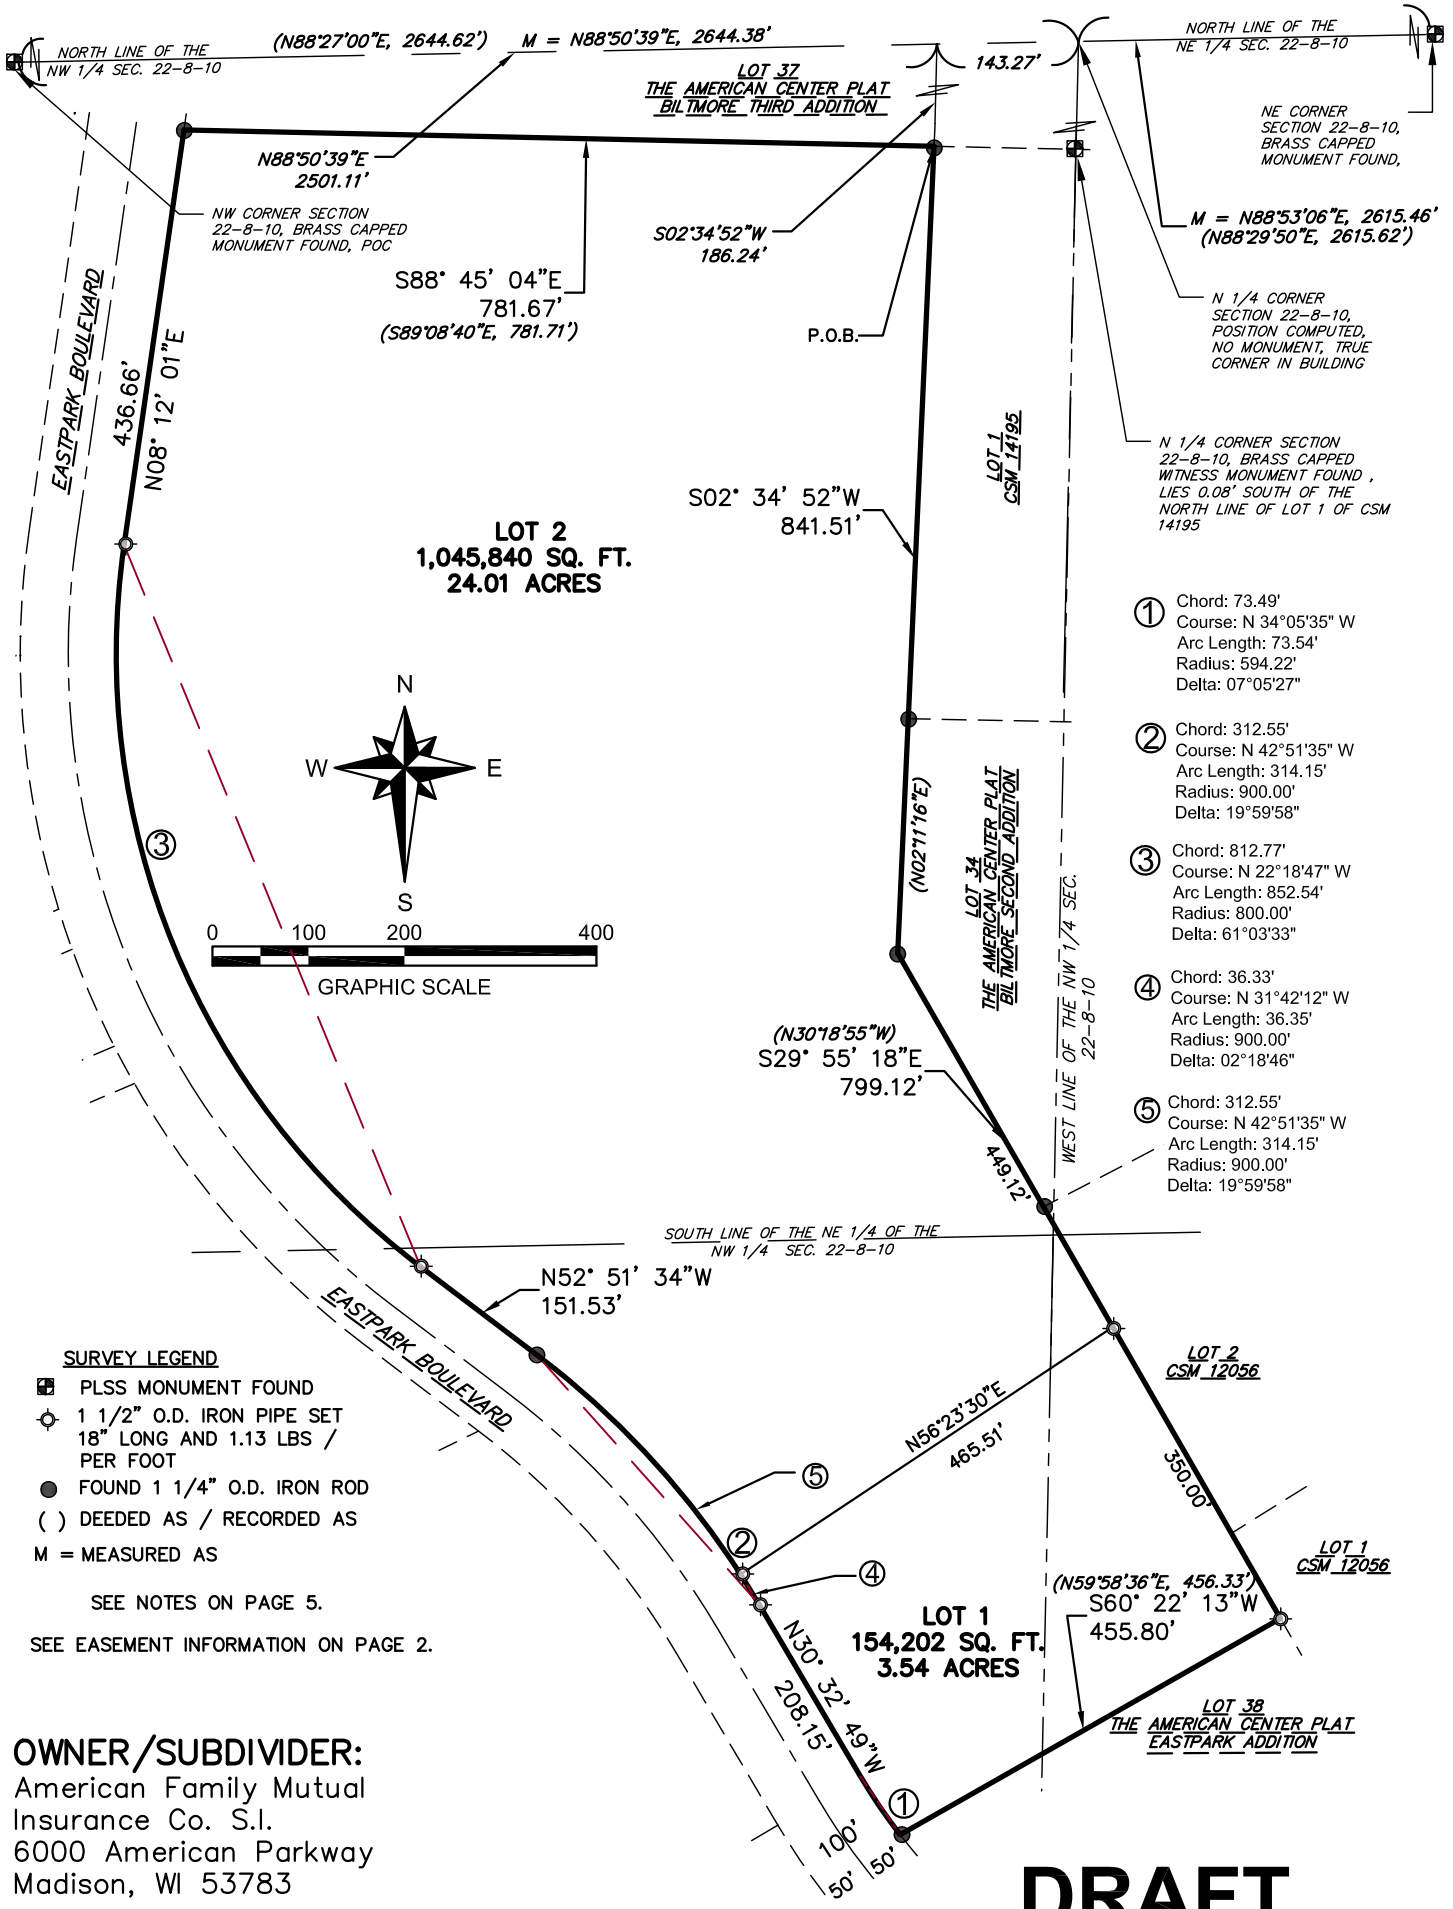 NORTH LINE OF THE
NW 1/4 SEC. 22-8-10
(N88°27'00"E, 2644.62')
M = N88°50'39"E, 2644.38'
143.27'
NORTH LINE OF THE
NE 1/4 SEC. 22-8-10
LOT 37
THE AMERICAN CENTER PLAT
BILTMORE THIRD ADDITION
NE CORNER
SECTION 22-8-10,
BRASS CAPPED
MONUMENT FOUND,
N88°50'39"E
2501.11'
NW CORNER SECTION
22-8-10, BRASS CAPPED
MONUMENT FOUND, POC
S02°34'52"W
186.24'
M = N88°53'06"E, 2615.46'
(N88°29'50"E, 2615.62')
S88° 45' 04"E
781.67'
(S89°08'40"E, 781.71')
P.O.B.
N 1/4 CORNER
SECTION 22-8-10,
POSITION COMPUTED,
NO MONUMENT, TRUE
CORNER IN BUILDING
EASTPARK BOULEVARD
436.66'
N08° 12' 01"E
LOT 1
CSM 14195
N 1/4 CORNER SECTION
22-8-10, BRASS CAPPED
WITNESS MONUMENT FOUND ,
LIES 0.08' SOUTH OF THE
NORTH LINE OF LOT 1 OF CSM
14195
S02° 34' 52"W
841.51'
LOT 2
1,045,840 SQ. FT.
24.01 ACRES
1
Chord: 73.49'
Course: N 34°05'35" W
Arc Length: 73.54'
Radius: 594.22'
Delta: 07°05'27"
2
Chord: 312.55'
Course: N 42°51'35" W
Arc Length: 314.15'
Radius: 900.00'
Delta: 19°59'58"
3
Chord: 812.77'
Course: N 22°18'47" W
Arc Length: 852.54'
Radius: 800.00'
Delta: 61°03'33"
4
Chord: 36.33'
Course: N 31°42'12" W
Arc Length: 36.35'
Radius: 900.00'
Delta: 02°18'46"
5
Chord: 312.55'
Course: N 42°51'35" W
Arc Length: 314.15'
Radius: 900.00'
Delta: 19°59'58"
N
W
E
S
3
(N02°11'16"E)
LOT 34
THE AMERICAN CENTER PLAT
BILTMORE SECOND ADDITION
WEST LINE OF THE NW 1/4 SEC.
22-8-10
0 100 200 400
GRAPHIC SCALE
(N30°18'55"W)
S29° 55' 18"E
799.12'
449.12'
SOUTH LINE OF THE NE 1/4 OF THE
NW 1/4 SEC. 22-8-10
N52° 51' 34"W
151.53'
EASTPARK BOULEVARD
LOT 2
CSM 12056
N56°23'30"E
465.51'
350.00'
5
2
4
LOT 1
CSM 12056
(N59°58'36"E, 456.33')
S60° 22' 13"W
455.80'
LOT 1
154,202 SQ. FT.
3.54 ACRES
N30° 32' 49"W
208.15'
LOT 38
THE AMERICAN CENTER PLAT
EASTPARK ADDITION
1
100'
50'
50'
SURVEY LEGEND
PLSS MONUMENT FOUND
1 1/2" O.D. IRON PIPE SET
18" LONG AND 1.13 LBS /
PER FOOT
FOUND 1 1/4" O.D. IRON ROD
( ) DEEDED AS / RECORDED AS
M = MEASURED AS
SEE NOTES ON PAGE 5.
SEE EASEMENT INFORMATION ON PAGE 2.
OWNER/SUBDIVIDER:
American Family Mutual
Insurance Co. S.I.
6000 American Parkway
Madison, WI 53783
DRAFT